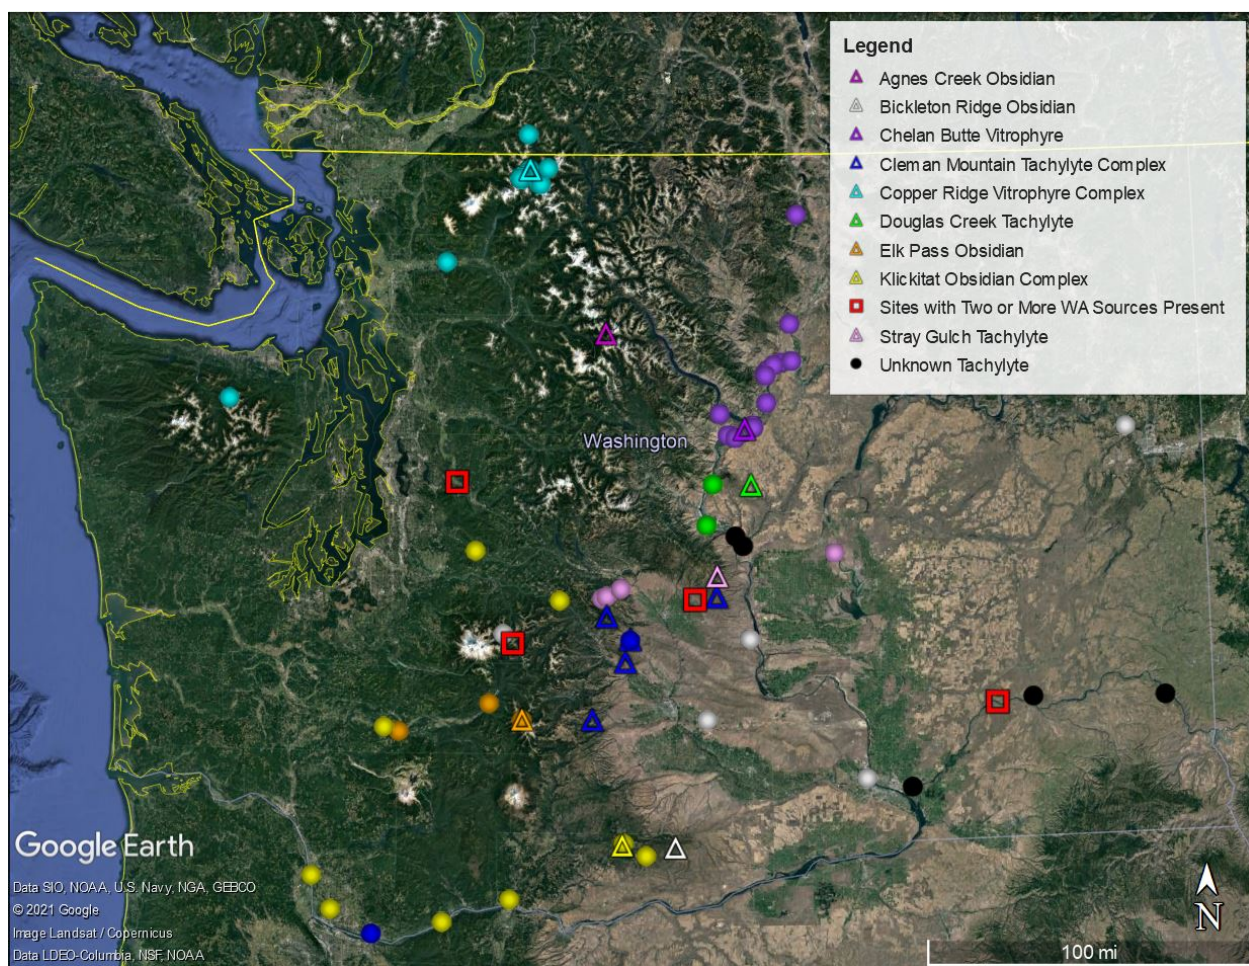 Legend
Agnes Creek Obsidian
Bickleton Ridge Obsidian
Chelan Butte Vitrophyre
Cleman Mountain Tachylyte Complex
Copper Ridge Vitrophyre Complex
Douglas Creek Tachylyte
Elk Pass Obsidian
Klickitat Obsidian Complex
Sites with Two or More WA Sources Present
Stray Gulch Tachylyte
Unknown Tachylyte
Washington
Google Earth
Data SIO, NOAA, U.S. Navy, NGA, GEBCO
© 2021 Google
Image Landsat / Copernicus
Data LDEO-Columbia, NSF, NOAA
N
100 mi